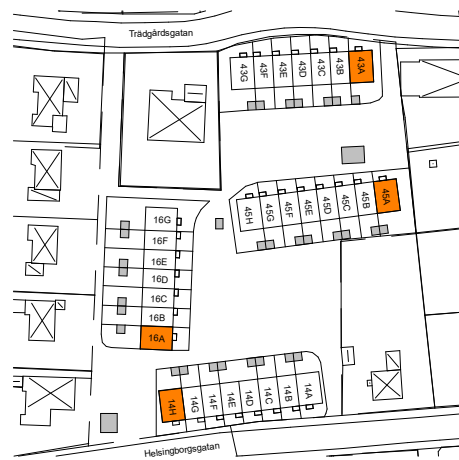 Trädgårdsgatan
43G
43F
43E
43D
43C
43B
43A
45H
45G
45F
45E
45D
45C
45B
45A
16G
16F
16E
16D
16C
16B
16A
14H
14G
14F
14E
14D
14C
14B
14A
Helsingborgsgatan